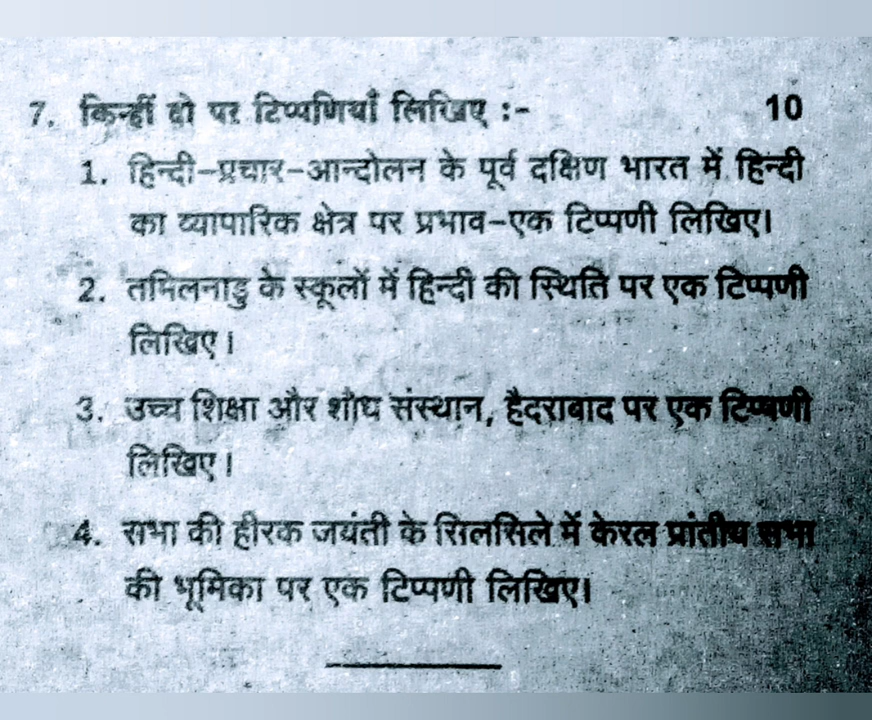 7. किन्हीं दो पर टिप्पणियाँ लिखिए :- 10
1. हिन्दी-प्रचार-आन्दोलन के पूर्व दक्षिण भारत में हिन्दी
का व्यापारिक क्षेत्र पर प्रभाव-एक टिप्पणी लिखिए।
2. तमिलनाडु के स्कूलों में हिन्दी की स्थिति पर एक टिप्पणी
लिखिए।
3. उच्च शिक्षा और शोध संस्थान, हैदराबाद पर एक टिप्पणी
लिखिए।
4. सभा की हीरक जयंती के सिलसिले में केरल प्रांतीय सभा
की भूमिका पर एक टिप्पणी लिखिए।